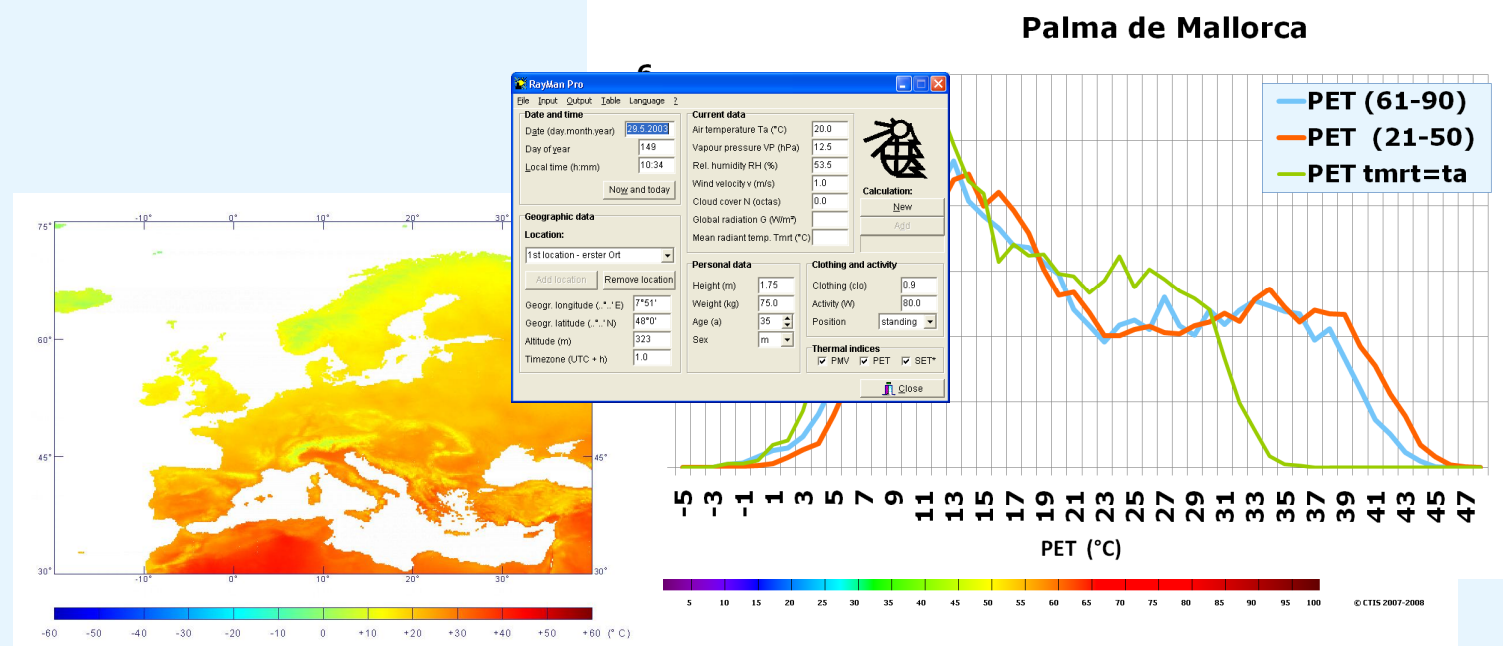 Palma de Mallorca
6
PET (61-90)
PET (21-50)
PET tmrt=ta
RayMan Pro
File Input Output Table Language ?
Date and time
Date (day.month.year) 29.5.2003
Day of year 149
Local time (h:mm) 10:34
Now and today
Geographic data
Location:
1st location - erster Ort
Add location Remove location
Geogr. longitude (..°..' E) 7°51'
Geogr. latitude (..°..' N) 48°0'
Altitude (m) 323
Timezone (UTC + h) 1.0
Current data
Air temperature Ta (°C) 20.0
Vapour pressure VP (hPa) 12.5
Rel. humidity RH (%) 53.5
Wind velocity v (m/s) 1.0
Cloud cover N (octas) 0.0
Global radiation G (W/m²)
Mean radiant temp. Tmrt (°C)
Calculation:
New
Add
Personal data
Height (m) 1.75
Weight (kg) 75.0
Age (a) 35
Sex m
Clothing and activity
Clothing (clo) 0.9
Activity (W) 80.0
Position standing
Thermal indices
PMV PET SET*
Close
-10° 0° 10° 20° 30°
75°
60°
45° 45°
30° 30°
-10° 0° 10° 20° 30°
-60 -50 -40 -30 -20 -10 0 +10 +20 +30 +40 +50 +60 (° C)
-5 -3 -1 1 3 5 7 9 11 13 15 17 19 21 23 25 27 29 31 33 35 37 39 41 43 45 47
PET (°C)
5 10 15 20 25 30 35 40 45 50 55 60 65 70 75 80 85 90 95 100
© CTIS 2007-2008